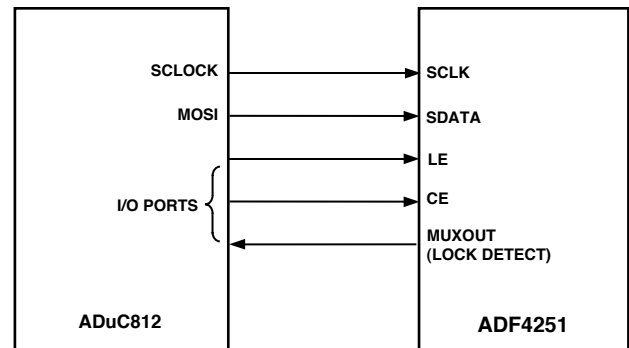 SCLOCK
SCLK
MOSI
SDATA
LE
I/O PORTS
CE
MUXOUT
(LOCK DETECT)
ADuC812
ADF4251